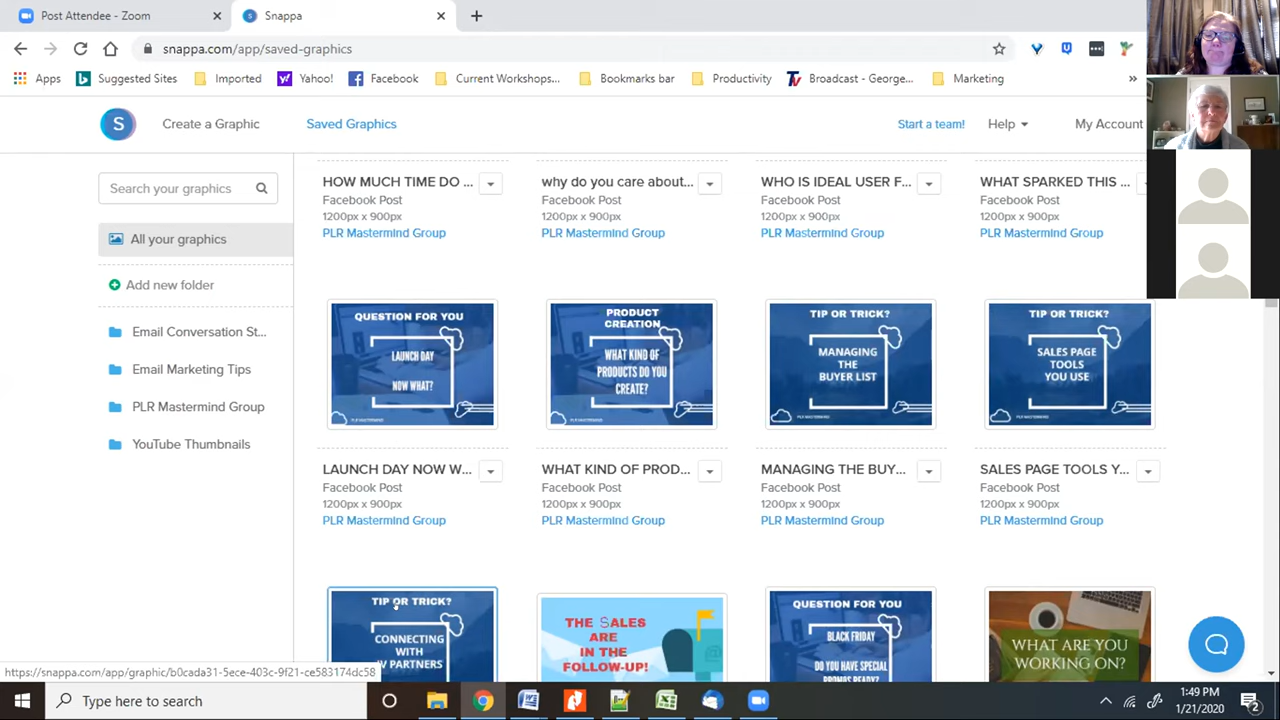 Post Attendee - Zoom
Snappa
snappa.com/app/saved-graphics
Apps
Suggested Sites
Imported
Yahoo!
Facebook
Current Workshops...
Bookmarks bar
Productivity
Broadcast - George...
Marketing
»
S
Create a Graphic
Saved Graphics
Start a team!
Help
My Account
Search your graphics
All your graphics
Add new folder
Email Conversation St...
Email Marketing Tips
PLR Mastermind Group
YouTube Thumbnails
HOW MUCH TIME DO ...
Facebook Post
1200px x 900px
PLR Mastermind Group
why do you care about...
Facebook Post
1200px x 900px
PLR Mastermind Group
WHO IS IDEAL USER F...
Facebook Post
1200px x 900px
PLR Mastermind Group
WHAT SPARKED THIS ...
Facebook Post
1200px x 900px
PLR Mastermind Group
QUESTION FOR YOU
LAUNCH DAY
NOW WHAT?
PLR MASTERMIND
LAUNCH DAY NOW W...
Facebook Post
1200px x 900px
PLR Mastermind Group
PRODUCT
CREATION
WHAT KIND OF
PRODUCTS DO YOU
CREATE?
PLR MASTERMIND
WHAT KIND OF PROD...
Facebook Post
1200px x 900px
PLR Mastermind Group
TIP OR TRICK?
MANAGING
THE
BUYER LIST
PLR MASTERMIND
MANAGING THE BUY...
Facebook Post
1200px x 900px
PLR Mastermind Group
TIP OR TRICK?
SALES PAGE
TOOLS
YOU USE
PLR MASTERMIND
SALES PAGE TOOLS Y...
Facebook Post
1200px x 900px
PLR Mastermind Group
TIP OR TRICK?
CONNECTING
WITH
PARTNERS
THE SALES
ARE
IN THE
FOLLOW-UP!
QUESTION FOR YOU
BLACK FRIDAY
DO YOU HAVE SPECIAL
PROMOS READY?
WHAT ARE YOU
WORKING ON?
https://snappa.com/app/graphic/b0cada31-5ece-403c-9f21-ce583174dc58
Type here to search
1:49 PM
1/21/2020
2